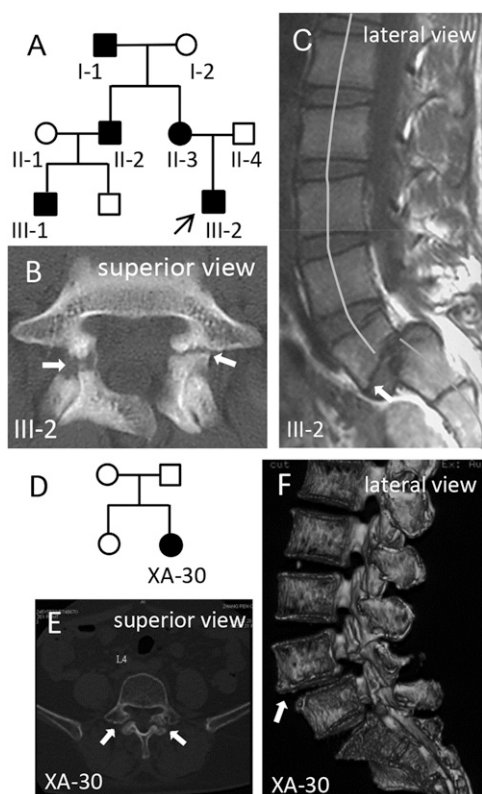 A
I-1
I-2
II-1
II-2
II-3
II-4
III-1
III-2
B
superior view
III-2
C
lateral view
III-2
D
XA-30
E
superior view
L4
XA-30
F
lateral view
cut
XA-30